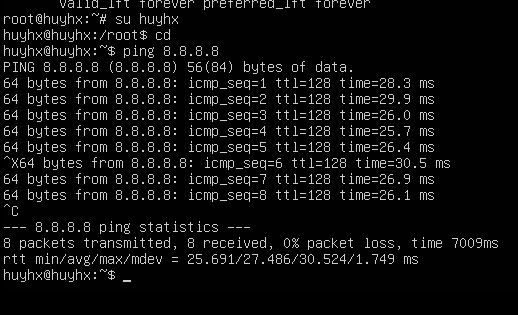 valid_lft forever preferred_lft forever
root@huyhx:~# su huyhx
huyhx@huyhx:/root$ cd
huyhx@huyhx:~$ ping 8.8.8.8
PING 8.8.8.8 (8.8.8.8) 56(84) bytes of data.
64 bytes from 8.8.8.8: icmp_seq=1 ttl=128 time=28.3 ms
64 bytes from 8.8.8.8: icmp_seq=2 ttl=128 time=29.9 ms
64 bytes from 8.8.8.8: icmp_seq=3 ttl=128 time=26.0 ms
64 bytes from 8.8.8.8: icmp_seq=4 ttl=128 time=25.7 ms
64 bytes from 8.8.8.8: icmp_seq=5 ttl=128 time=26.4 ms
^X64 bytes from 8.8.8.8: icmp_seq=6 ttl=128 time=30.5 ms
64 bytes from 8.8.8.8: icmp_seq=7 ttl=128 time=26.9 ms
64 bytes from 8.8.8.8: icmp_seq=8 ttl=128 time=26.1 ms
^C
--- 8.8.8.8 ping statistics ---
8 packets transmitted, 8 received, 0% packet loss, time 7009ms
rtt min/avg/max/mdev = 25.691/27.486/30.524/1.749 ms
huyhx@huyhx:~$ _